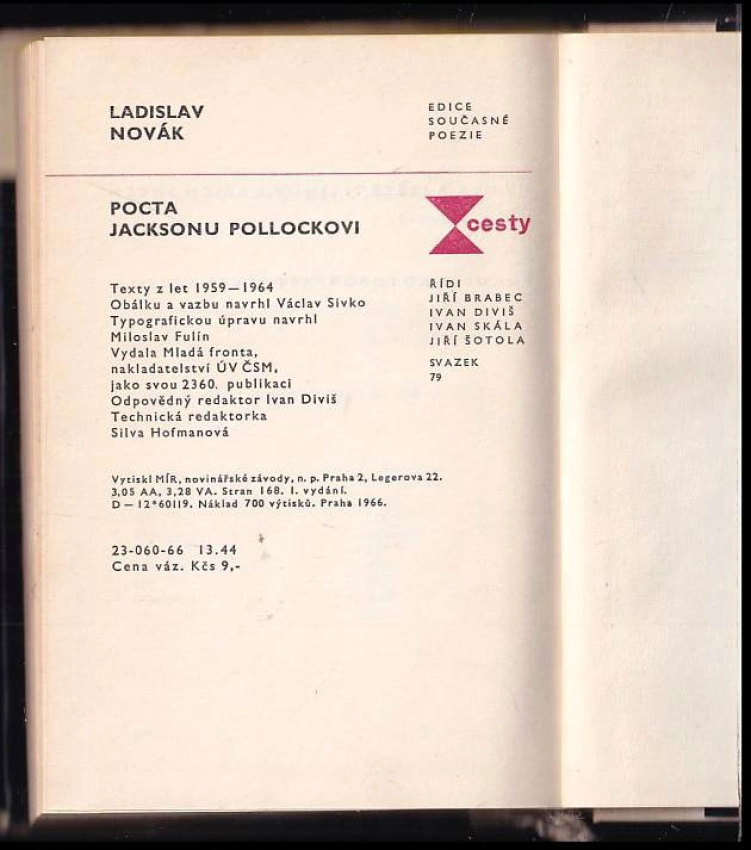 LADISLAV
NOVÁK
EDICE
SOUČASNÉ
POEZIE
POCTA
JACKSONU POLLOCKOVI
cesty
Texty z let 1959—1964
Obálku a vazbu navrhl Václav Sivko
Typografickou úpravu navrhl
Miloslav Fulín
Vydala Mladá fronta,
nakladatelství ÚV ČSM,
jako svou 2360. publikaci
Odpovědný redaktor Ivan Diviš
Technická redaktorka
Silva Hofmanová
ŘÍDI
JIŘÍ BRABEC
IVAN DIVIŠ
IVAN SKÁLA
JIŘÍ ŠOTOLA
SVAZEK
79
Vytiskl MÍR, novinářské závody, n. p. Praha 2, Legerova 22.
3,05 AA, 3,28 VA. Stran 168. I. vydání.
D — 12*60119. Náklad 700 výtisků. Praha 1966.
23-060-66 13.44
Cena váz. Kčs 9,-